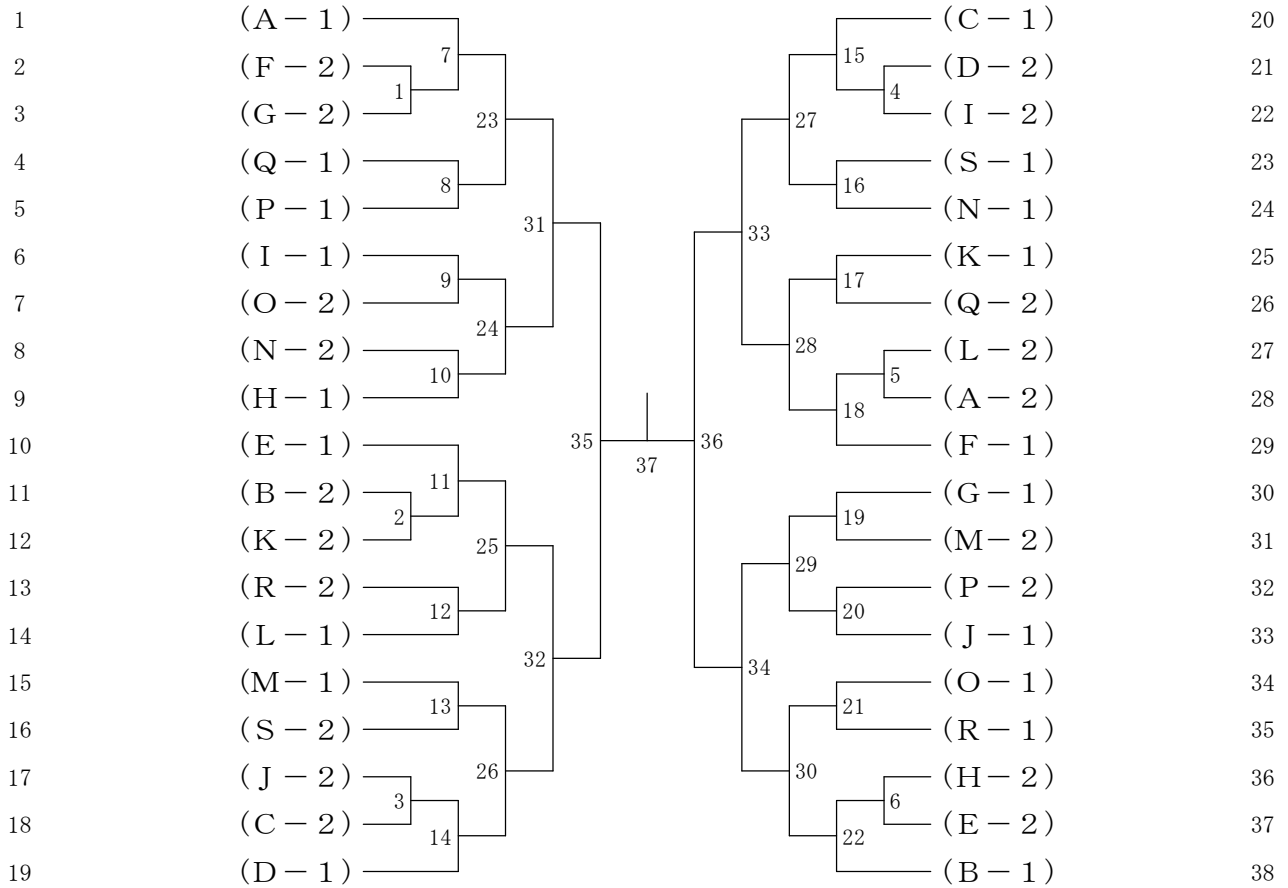 1 (A－1) (C－1) 20
7 15
2 (F－2) (D－2) 21
1 4
3 (G－2) (I－2) 22
23 27
4 (Q－1) (S－1) 23
8 16
5 (P－1) (N－1) 24
31 33
6 (I－1) (K－1) 25
9 17
7 (O－2) (Q－2) 26
24 28
8 (N－2) (L－2) 27
10 5
9 (H－1) (A－2) 28
18
10 (E－1) 35 37 36 (F－1) 29
11
11 (B－2) (G－1) 30
2 19
12 (K－2) (M－2) 31
25 29
13 (R－2) (P－2) 32
12 20
14 (L－1) (J－1) 33
32 34
15 (M－1) (O－1) 34
13 21
16 (S－2) (R－1) 35
26 30
17 (J－2) (H－2) 36
3 6
18 (C－2) (E－2) 37
14 22
19 (D－1) (B－1) 38